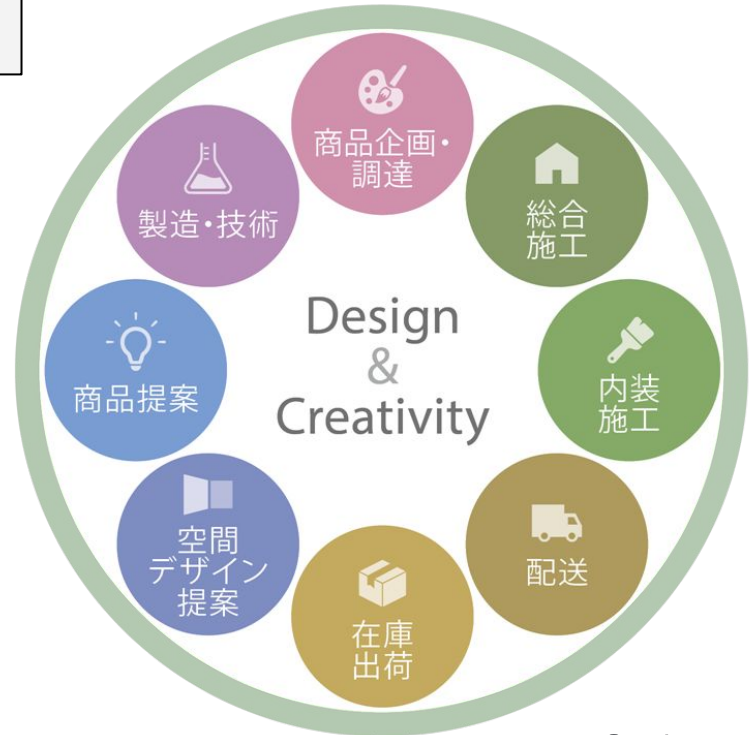 商品企画・
調達
総合
施工
内装
施工
配送
在庫
出荷
空間
デザイン
提案
商品提案
製造・技術
Design
&
Creativity